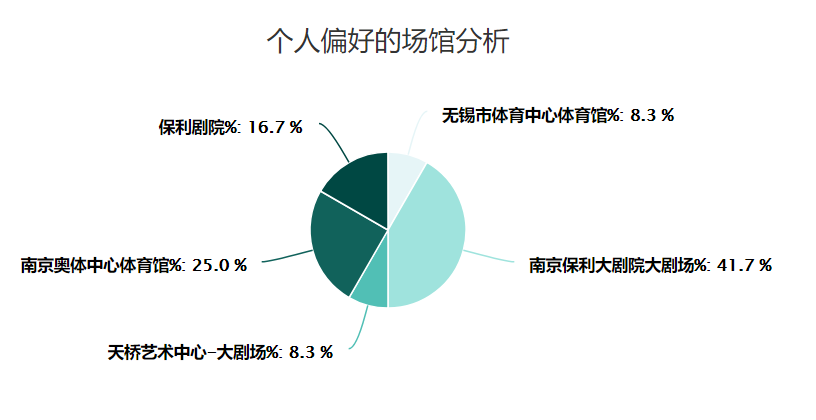 个人偏好的场馆分析
保利剧院%: 16.7 %
无锡市体育中心体育馆%: 8.3 %
南京奥体中心体育馆%: 25.0 %
南京保利大剧院大剧场%: 41.7 %
天桥艺术中心-大剧场%: 8.3 %